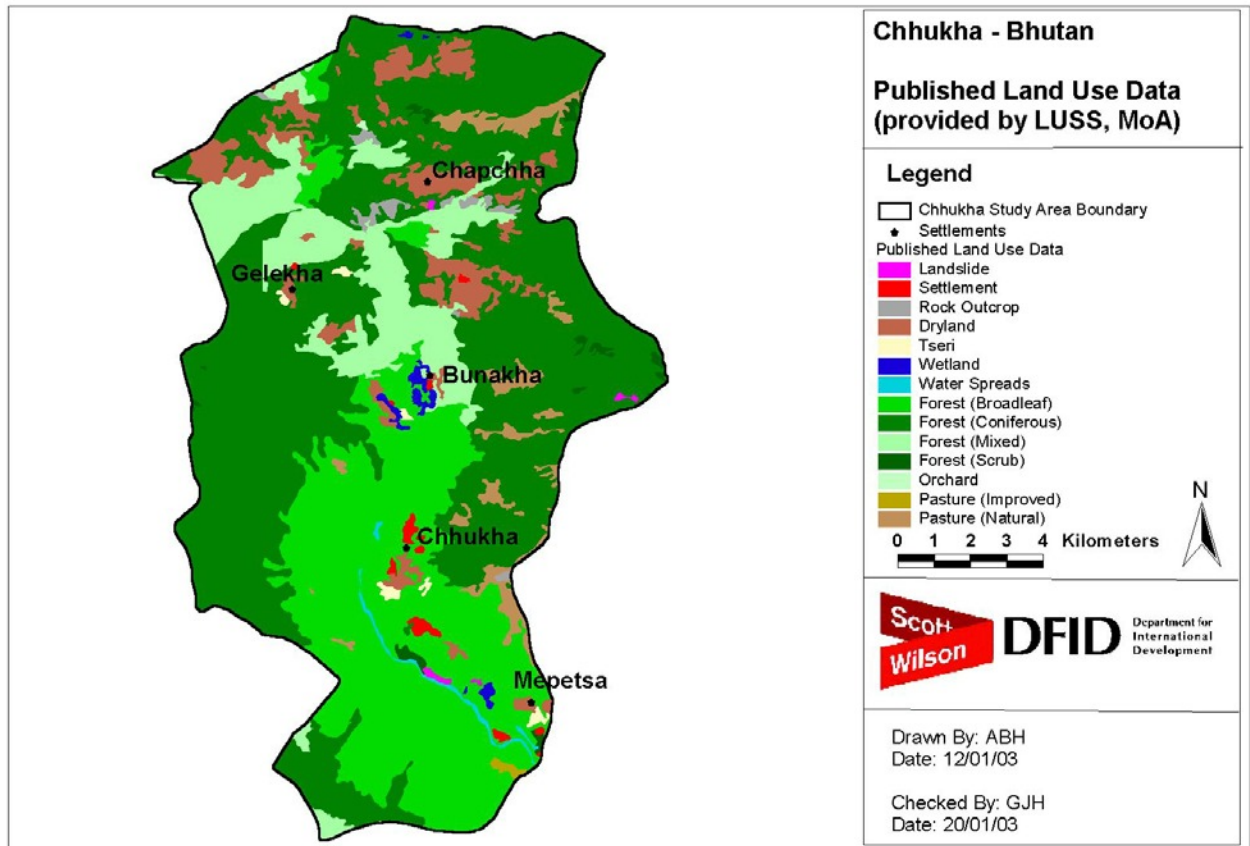 Chhukha - Bhutan
Published Land Use Data
(provided by LUSS, MoA)
Legend
Chhukha Study Area Boundary
Settlements
Published Land Use Data
Landslide
Settlement
Rock Outcrop
Dryland
Tseri
Wetland
Water Spreads
Forest (Broadleaf)
Forest (Coniferous)
Forest (Mixed)
Forest (Scrub)
Orchard
Pasture (Improved)
Pasture (Natural)
N
0 1 2 3 4 Kilometers
Scott
Wilson
DFID
Department for
International
Development
Drawn By: ABH
Date: 12/01/03
Checked By: GJH
Date: 20/01/03
Chapchha
Gelekha
Bunakha
Chhukha
Mepetsa